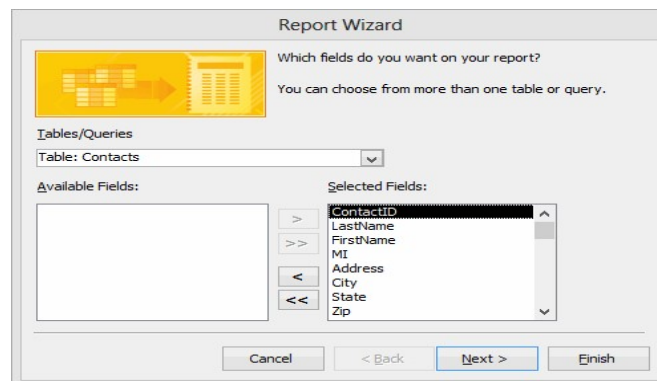 Report Wizard
Which fields do you want on your report?
You can choose from more than one table or query.
Tables/Queries
Table: Contacts
Available Fields:
Selected Fields:
>
>>
<
<<
ContactID
LastName
FirstName
MI
Address
City
State
Zip
Cancel
< Back
Next >
Finish